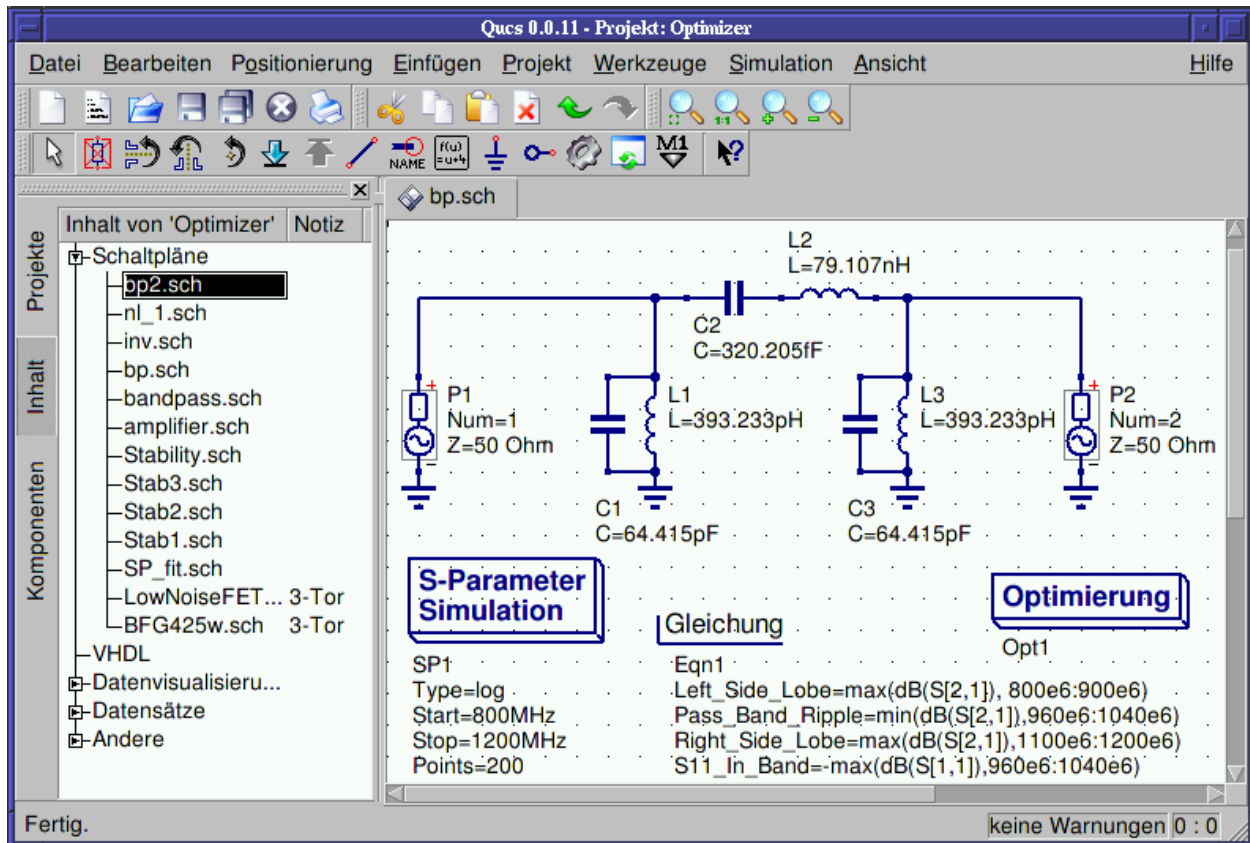 Qucs 0.0.11 - Projekt: Optimizer
Datei Bearbeiten Positionierung Einfügen Projekt Werkzeuge Simulation Ansicht Hilfe
1:1
NAME f(ω) =u+4 M1
bp.sch
Projekte
Inhalt
Komponenten
Inhalt von 'Optimizer' Notiz
Schaltpläne
bp2.sch
nl_1.sch
inv.sch
bp.sch
bandpass.sch
amplifier.sch
Stability.sch
Stab3.sch
Stab2.sch
Stab1.sch
SP_fit.sch
LowNoiseFET... 3-Tor
BFG425w.sch 3-Tor
VHDL
Datenvisualisieru...
Datensätze
Andere
L2
L=79.107nH
C2
C=320.205fF
P1
Num=1
Z=50 Ohm
L1
L=393.233pH
L3
L=393.233pH
P2
Num=2
Z=50 Ohm
C1
C=64.415pF
C3
C=64.415pF
S-Parameter
Simulation
SP1
Type=log
Start=800MHz
Stop=1200MHz
Points=200
Gleichung
Eqn1
Left_Side_Lobe=max(dB(S[2,1]), 800e6:900e6)
Pass_Band_Ripple=min(dB(S[2,1]),960e6:1040e6)
Right_Side_Lobe=max(dB(S[2,1]),1100e6:1200e6)
S11_In_Band=-max(dB(S[1,1]),960e6:1040e6)
Optimierung
Opt1
Fertig.
keine Warnungen 0 : 0